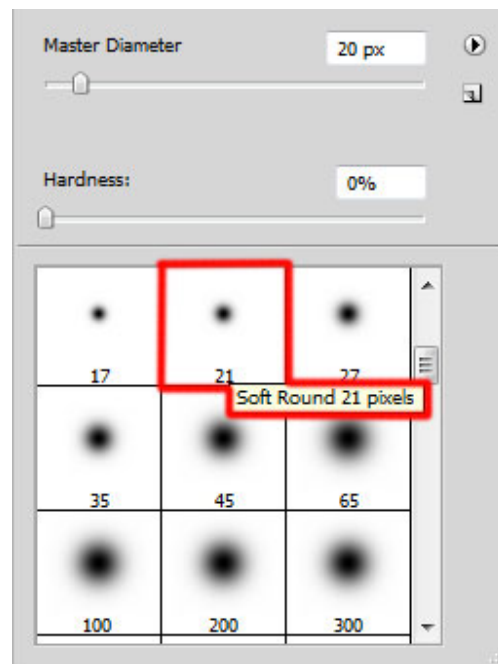 Master Diameter 20 px
Hardness: 0%
17 21 27
Soft Round 21 pixels
35 45 65
100 200 300